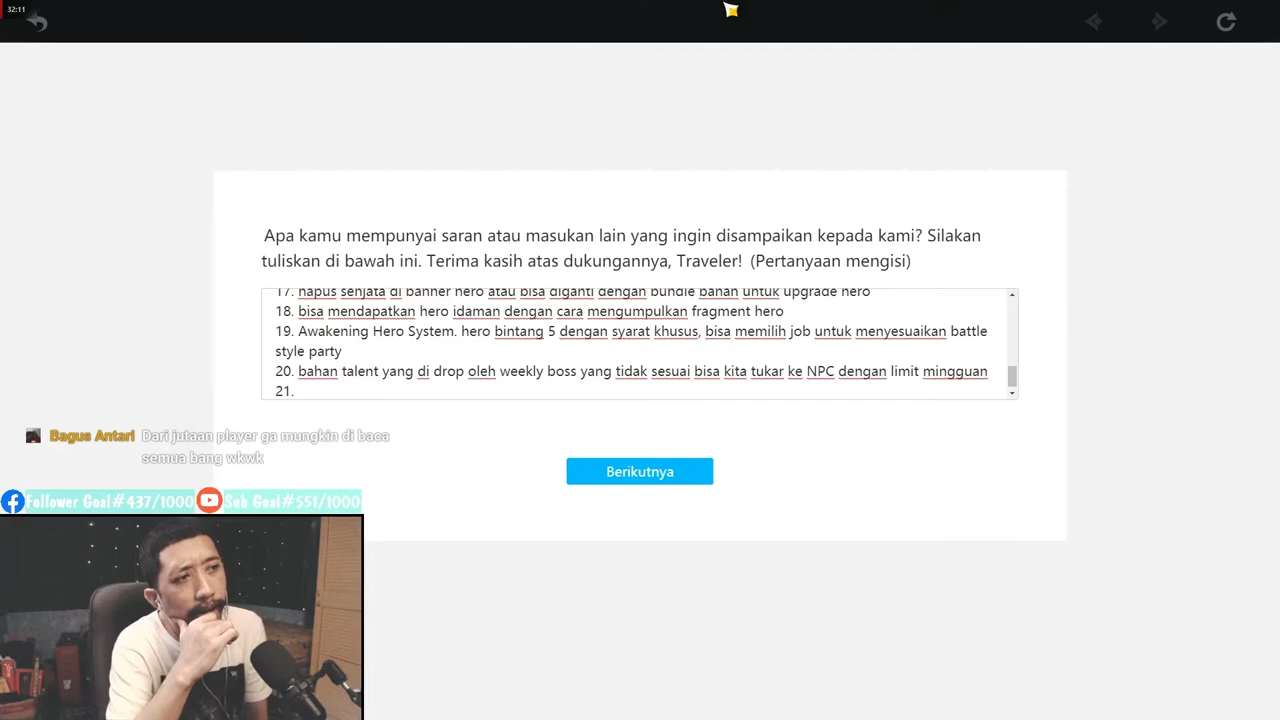 32:11
Apa kamu mempunyai saran atau masukan lain yang ingin disampaikan kepada kami? Silakan
tuliskan di bawah ini. Terima kasih atas dukungannya, Traveler! (Pertanyaan mengisi)
17. hapus senjata di banner hero atau bisa diganti dengan bundle bahan untuk upgrade hero
18. bisa mendapatkan hero idaman dengan cara mengumpulkan fragment hero
19. Awakening Hero System. hero bintang 5 dengan syarat khusus, bisa memilih job untuk menyesuaikan battle
style party
20. bahan talent yang di drop oleh weekly boss yang tidak sesuai bisa kita tukar ke NPC dengan limit mingguan
21.
Bagus Antari Dari jutaan player ga mungkin di baca
semua bang wkwk
Berikutnya
Follower Goal#437/1000 Sub Goal#551/1000